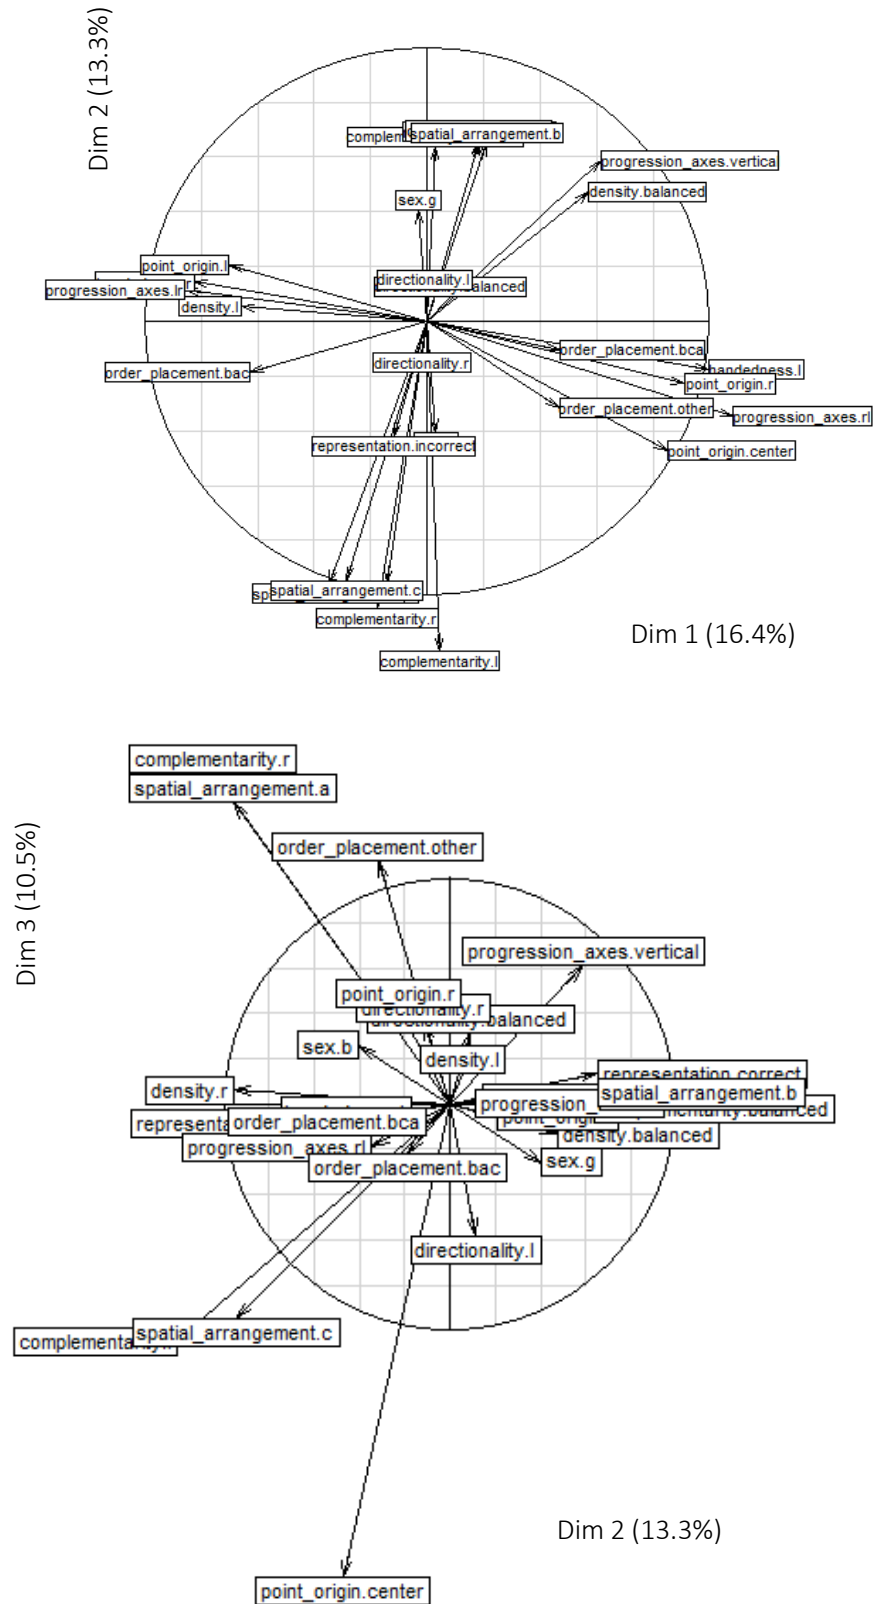 Dim 2 (13.3%)
complem
spatial_arrangement.b
progression_axes.vertica
density.balanced
sex.g
point_origin.l
directionality.l
alanced
r
progression_axes.lr
density.l
order_placement.bca
directionality.r
handedness.l
order_placement.bac
point_origin.r
order_placement.other
progression_axes.rl
representation.incorrect
point_origin.center
sp
spatial_arrangement.c
complementarity.r
Dim 1 (16.4%)
complementarity.l
complementarity.r
spatial_arrangement.a
Dim 3 (10.5%)
order_placement.other
progression_axes.vertical
point_origin.r
directionality.r
directionality.balanced
sex.b
density.l
representation.correct
density.r
spatial_arrangement.b
progression_
balanced
representa
order_placement.bca
point_origin
density.balanced
progression_axes.rl
order_placement.bac
sex.g
directionality.l
complementarity
spatial_arrangement.c
Dim 2 (13.3%)
point_origin.center